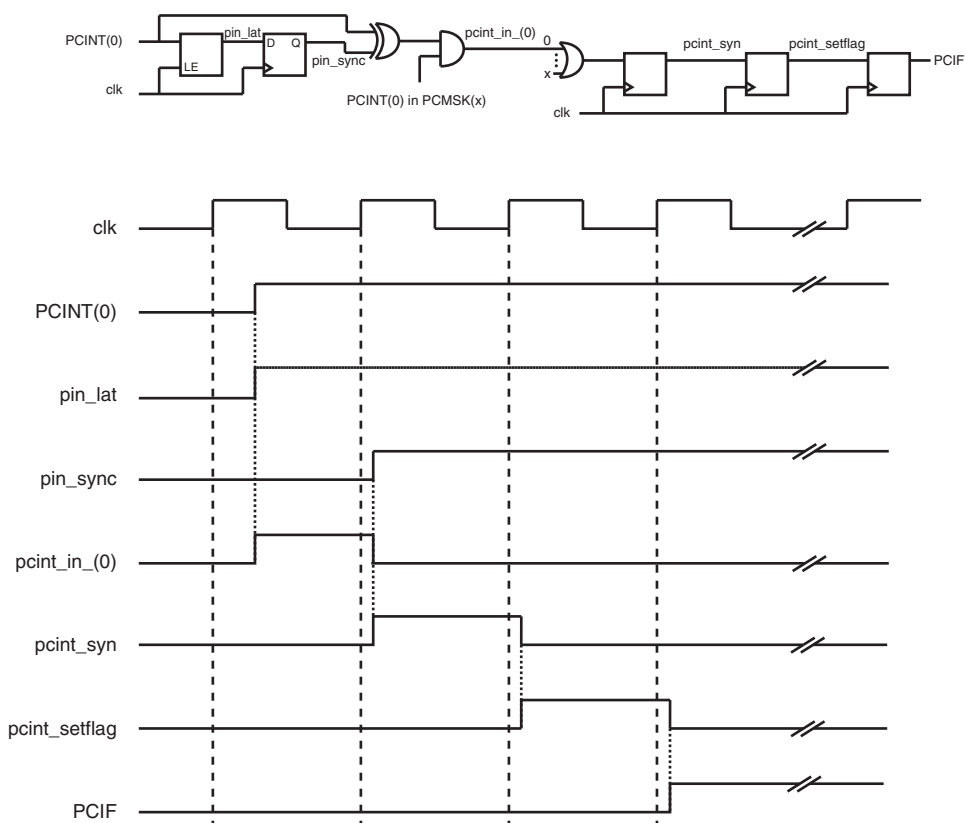 PCINT(0)
pin_lat
D Q
LE
pin_sync
clk
pcint_in_(0)
PCINT(0) in PCMSK(x)
0
x
clk
pcint_syn
pcint_setflag
PCIF
clk
PCINT(0)
pin_lat
pin_sync
pcint_in_(0)
pcint_syn
pcint_setflag
PCIF